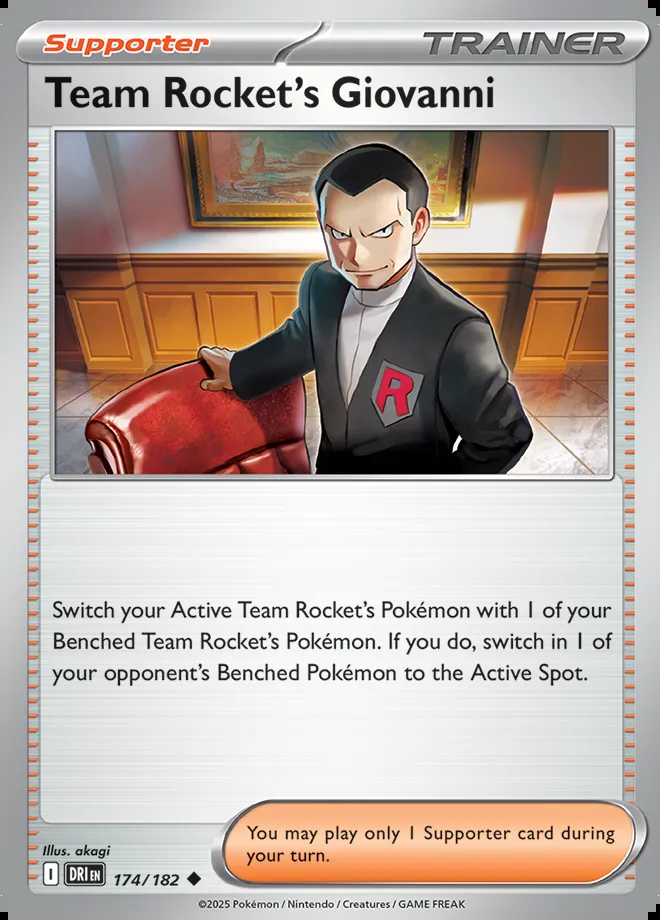 Supporter
TRAINER
Team Rocket's Giovanni
R
Switch your Active Team Rocket's Pokémon with 1 of your
Benched Team Rocket's Pokémon. If you do, switch in 1 of
your opponent's Benched Pokémon to the Active Spot.
You may play only 1 Supporter card during
your turn.
Illus. akagi
I DRI EN 174/182
©2025 Pokémon / Nintendo / Creatures / GAME FREAK